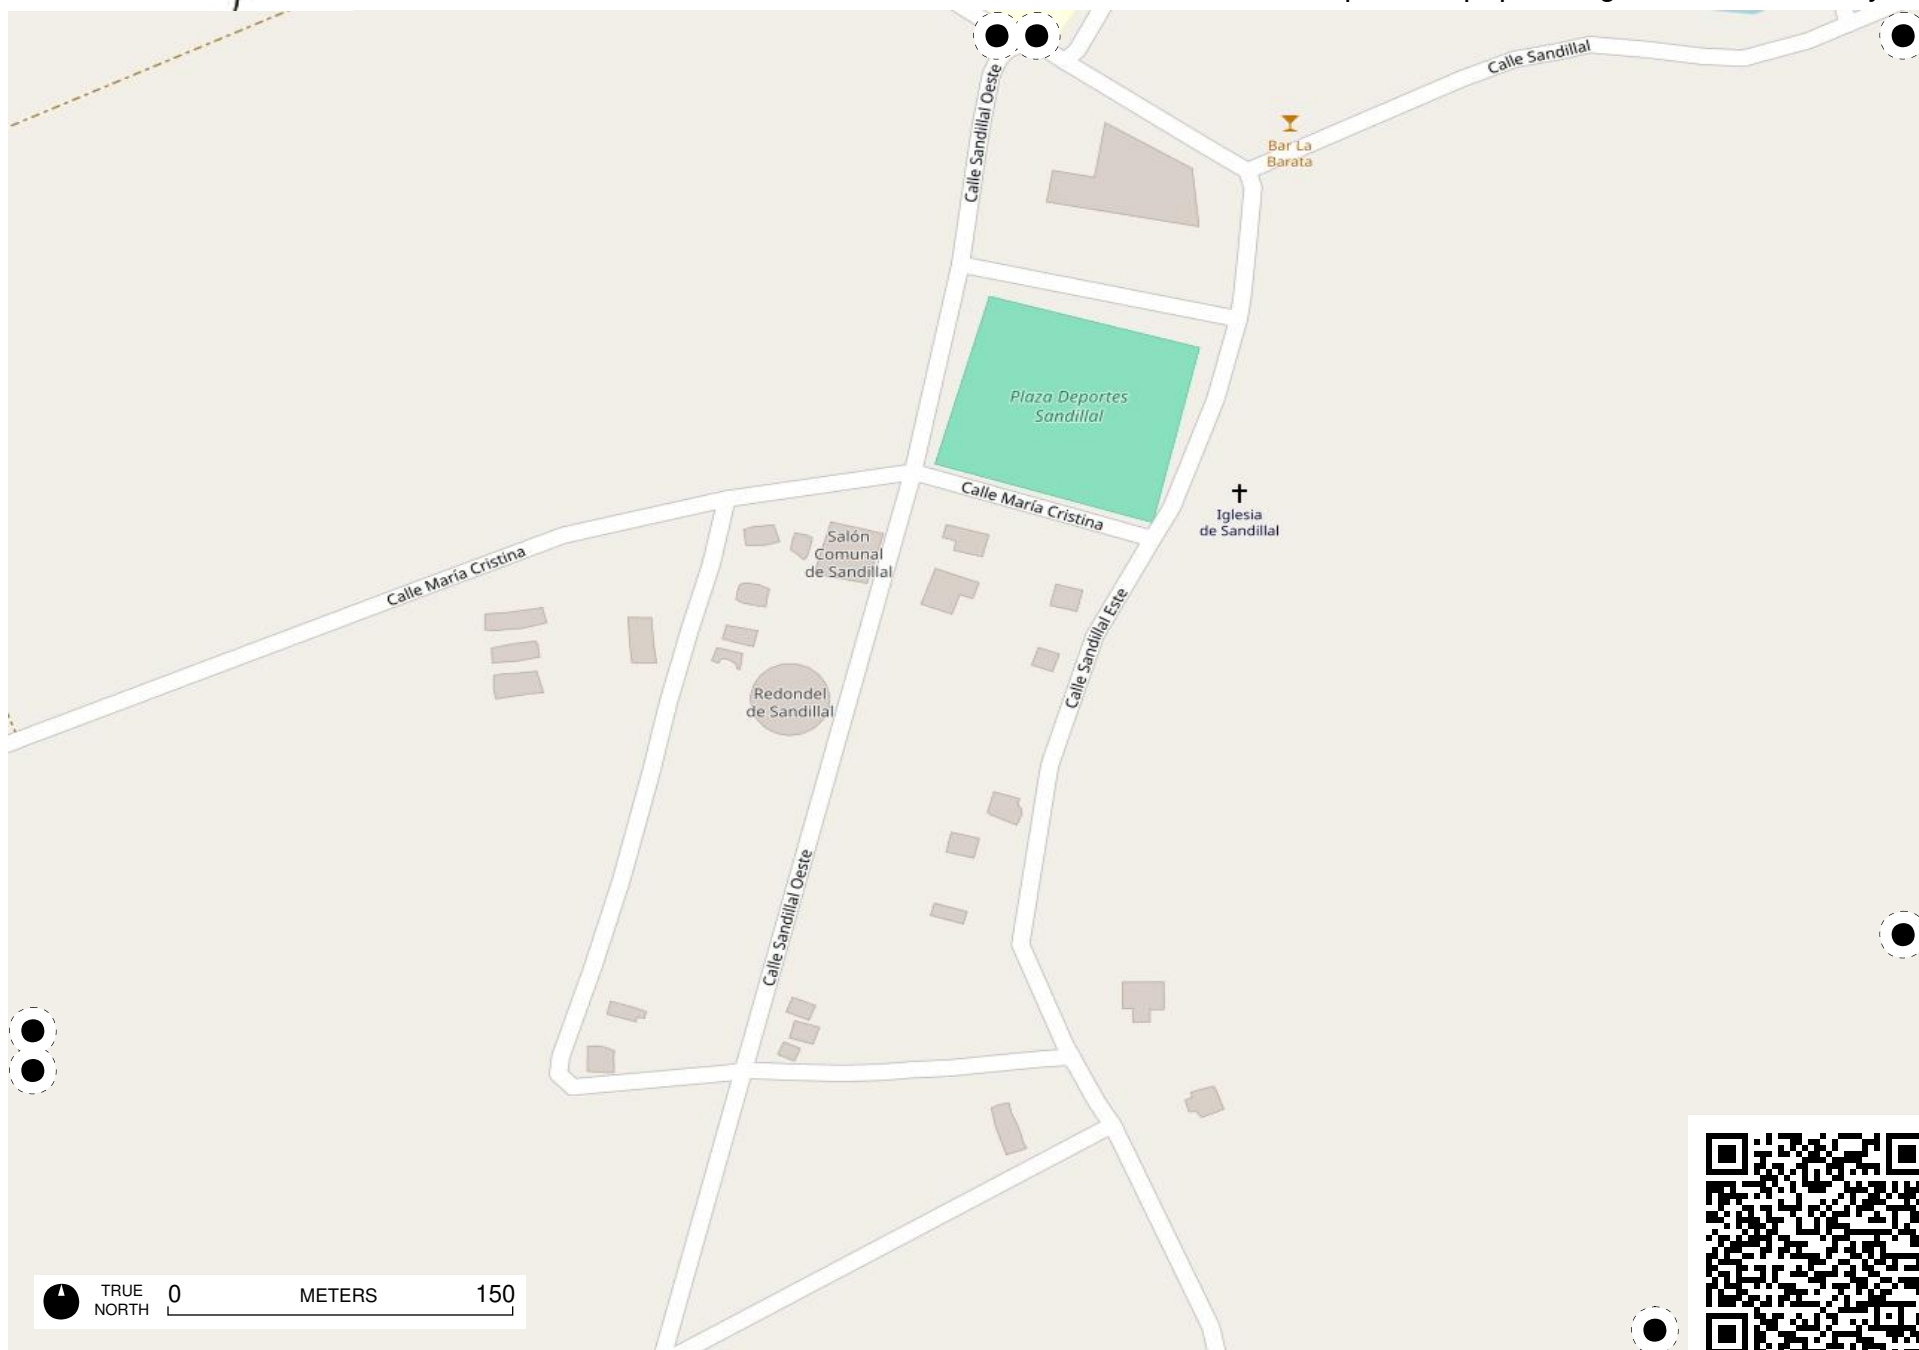 Calle Sandillal
Calle Sandillal Oeste
Bar La
Barata
Plaza Deportes
Sandillal
Calle María Cristina
Iglesia
de Sandillal
Salón
Comunal
de Sandillal
Calle María Cristina
Calle Sandillal Este
Redondel
de Sandillal
Calle Sandillal Oeste
TRUE
NORTH
0 METERS 150